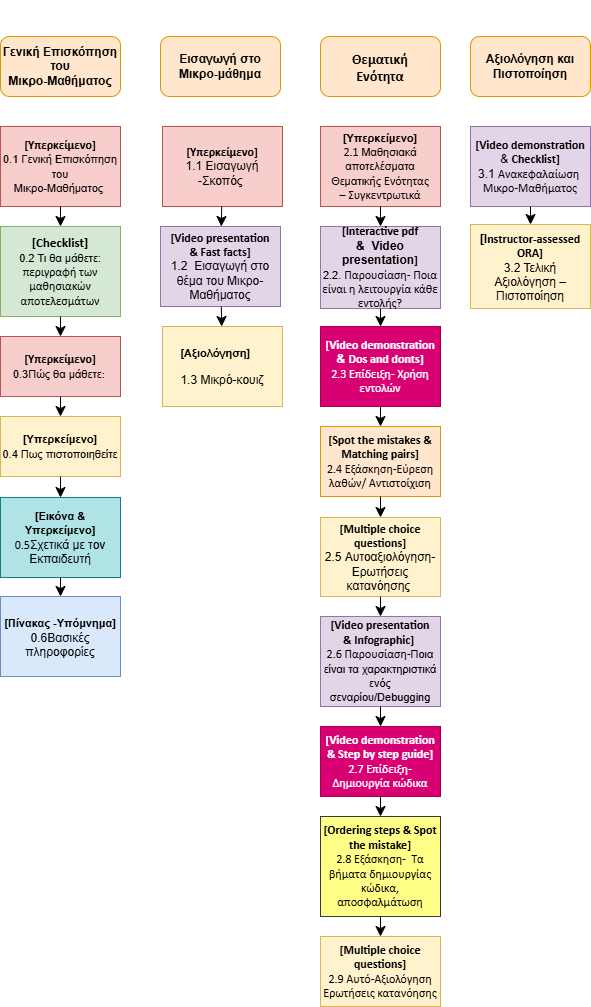 Γενική Επισκόπηση
του
Μικρο-Μαθήματος
[Υπερκείμενο]
0.1 Γενική Επισκόπηση
του
Μικρο-Μαθήματος
[Checklist]
0.2 Τι θα μάθετε:
περιγραφή των
μαθησιακών
αποτελεσμάτων
[Υπερκείμενο]
0.3Πώς θα μάθετε:
[Υπερκείμενο]
0.4 Πως πιστοποιηθείτε
[Εικόνα &
Υπερκείμενο]
0.5Σχετικά με τον
Εκπαιδευτή
[Πίνακας -Υπόμνημα]
0.6Βασικές
πληροφορίες
Εισαγωγή στο
Μικρο-μάθημα
[Υπερκείμενο]
1.1 Εισαγωγή
-Σκοπός
[Video presentation
& Fast facts]
1.2 Εισαγωγή στο
θέμα του Μικρο-
Μαθήματος
[Αξιολόγηση]
1.3 Μικρό-κουιζ
Θεματική
Ενότητα
[Υπερκείμενο]
2.1 Μαθησιακά
αποτελέσματα
Θεματικής Ενότητας
– Συγκεντρωτικά
[Interactive pdf
& Video
presentation]
2.2. Παρουσίαση- Ποια
είναι η λειτουργία κάθε
εντολής?
[Video demonstration
& Dos and donts]
2.3 Επίδειξη- Χρήση
εντολών
[Spot the mistakes &
Matching pairs]
2.4 Εξάσκηση-Εύρεση
λαθών/ Αντιστοίχιση
[Multiple choice
questions]
2.5 Αυτοαξιολόγηση-
Ερωτήσεις
κατανόησης
[Video presentation
& Infographic]
2.6 Παρουσίαση-Ποια
είναι τα χαρακτηριστικά
ενός
σεναρίου/Debugging
[Video demonstration
& Step by step guide]
2.7 Επίδειξη-
Δημιουργία κώδικα
[Ordering steps & Spot
the mistake]
2.8 Εξάσκηση- Τα
βήματα δημιουργίας
κώδικα,
αποσφαλμάτωση
[Multiple choice
questions]
2.9 Αυτό-Αξιολόγηση
Ερωτήσεις κατανόησης
Αξιολόγηση και
Πιστοποίηση
[Video demonstration
& Checklist]
3.1 Ανακεφαλαίωση
Μικρο-Μαθήματος
[Instructor-assessed
ORA]
3.2 Τελική
Αξιολόγηση –
Πιστοποίηση